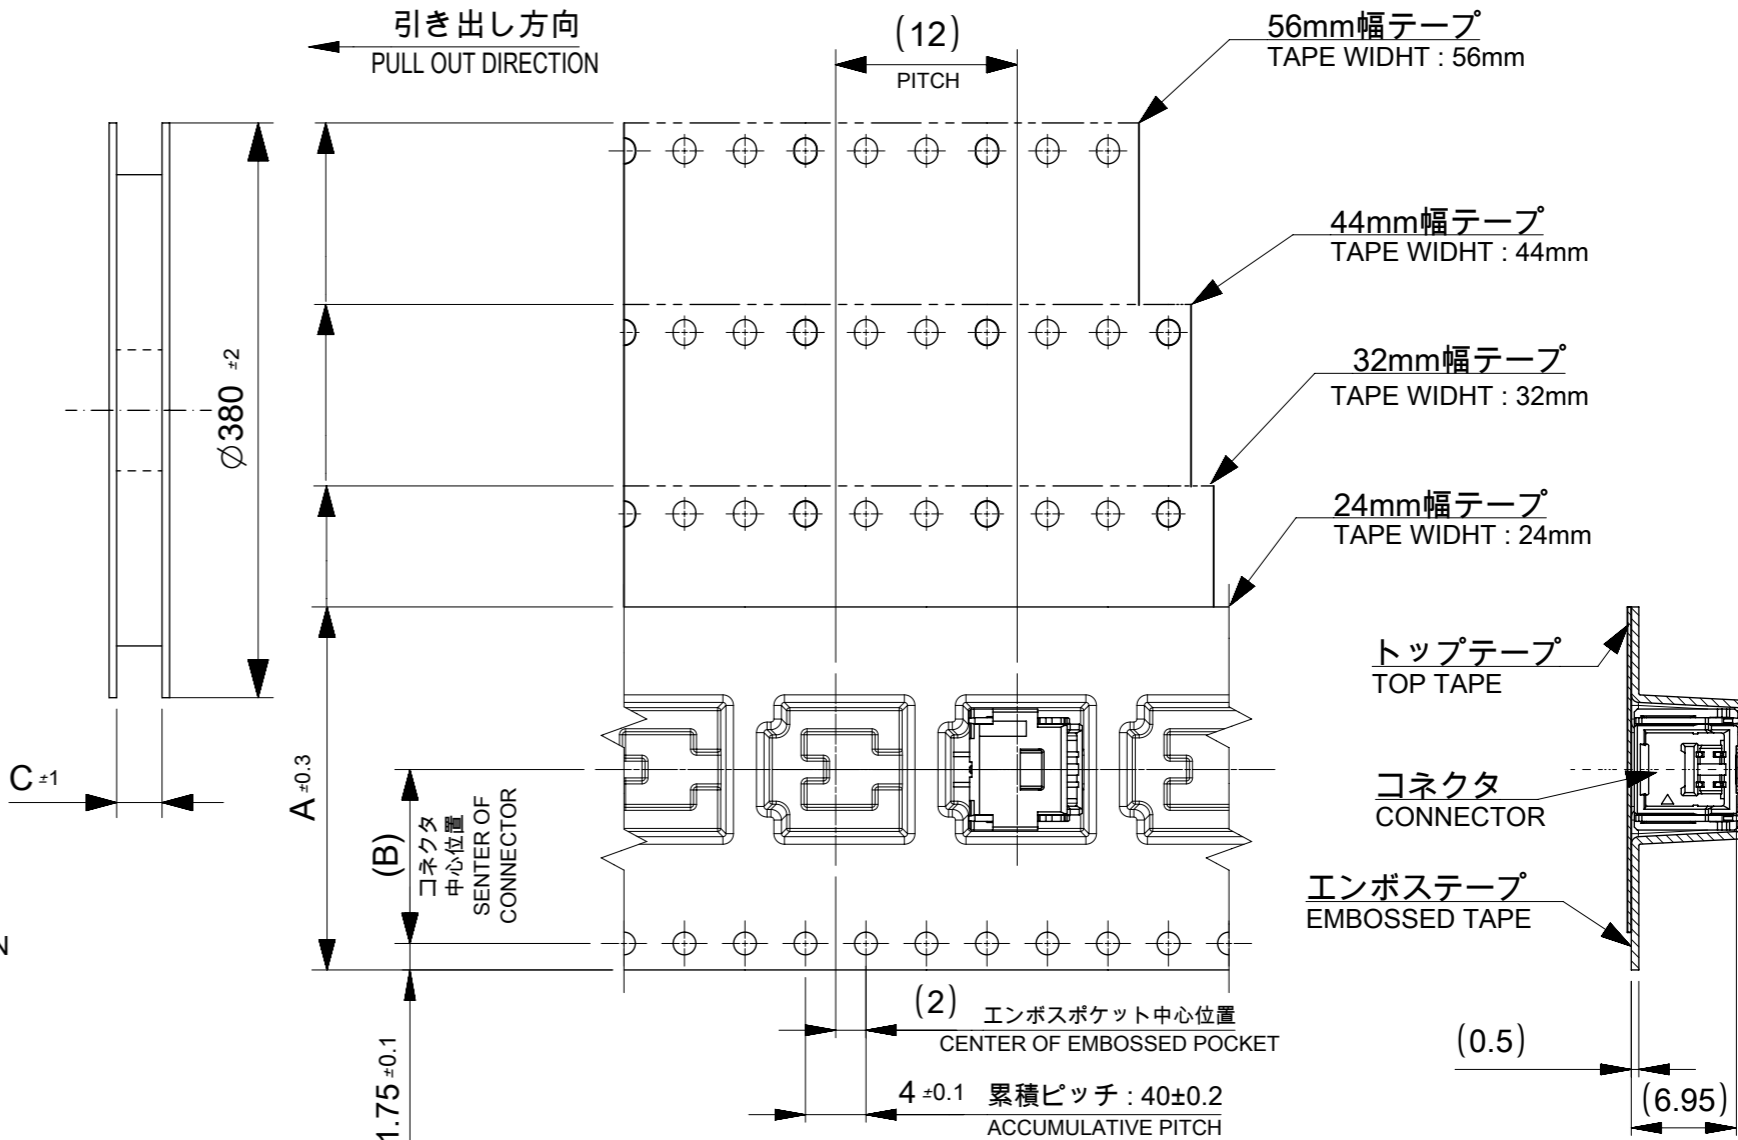 引き出し方向
PULL OUT DIRECTION
(12)
PITCH
56mm幅テープ
TAPE WIDHT : 56mm
44mm幅テープ
TAPE WIDHT : 44mm
32mm幅テープ
TAPE WIDHT : 32mm
24mm幅テープ
TAPE WIDHT : 24mm
Ø380 ±2
C ±1
A ±0.3
(B)
コネクタ
中心位置
SENTER OF
CONNECTOR
トップテープ
TOP TAPE
コネクタ
CONNECTOR
エンボステープ
EMBOSSED TAPE
N
(2)
エンボスポケット中心位置
CENTER OF EMBOSSED POCKET
1.75 ±0.1
4 ±0.1 累積ピッチ : 40±0.2
ACCUMULATIVE PITCH
(0.5)
(6.95)